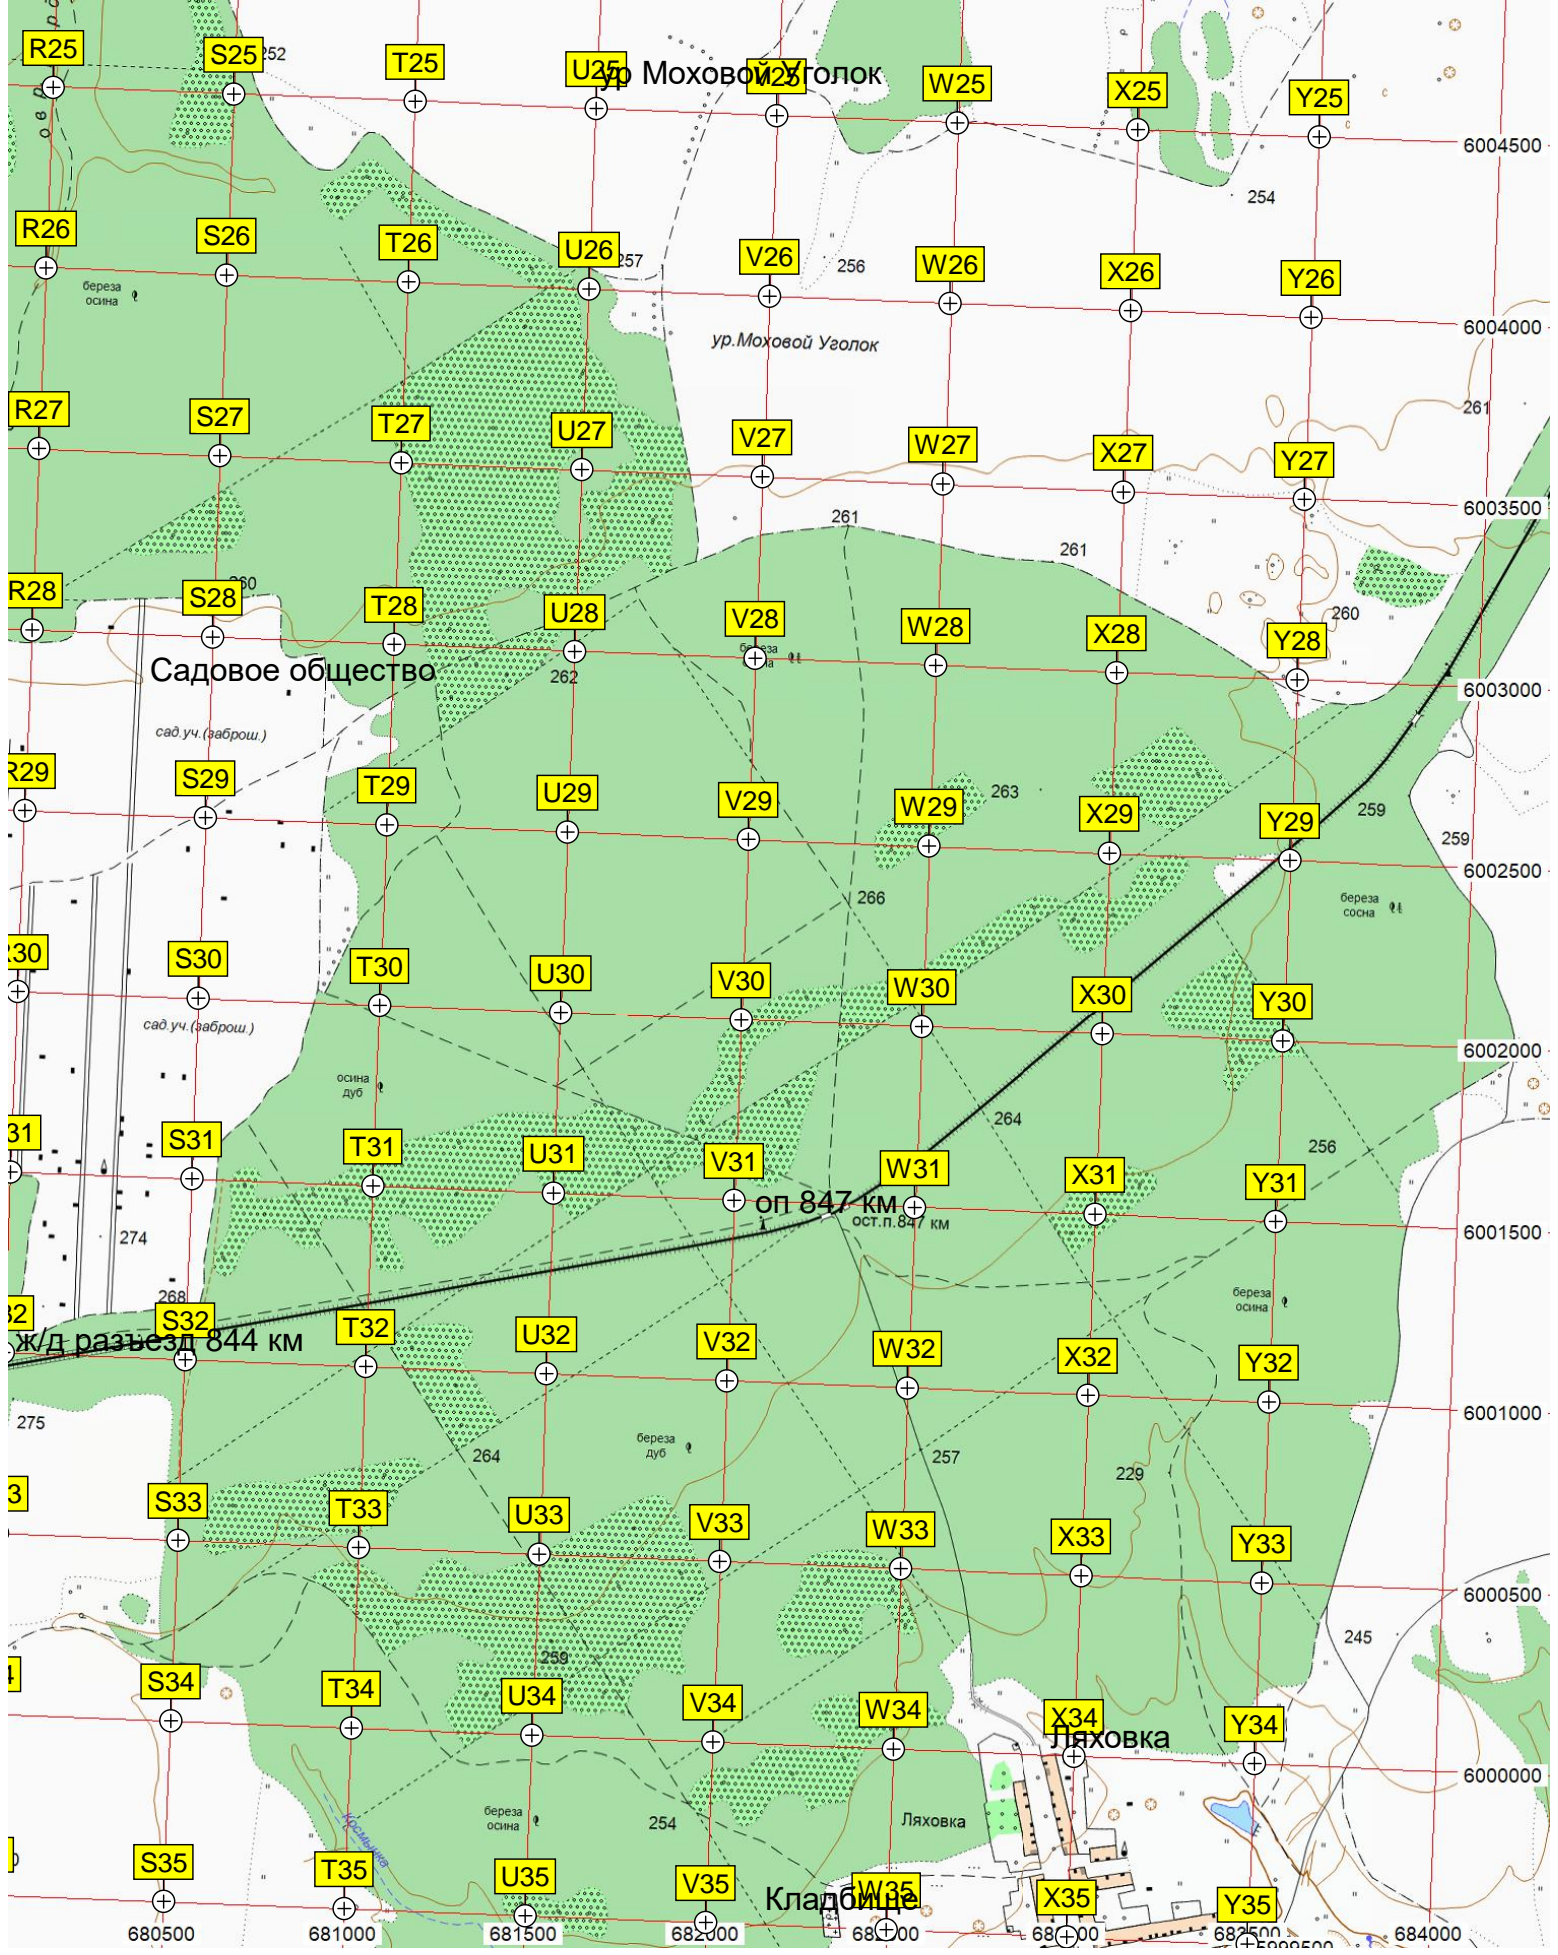 R25
S25
252
T25
U25
ур Моховой Уголок
W25
X25
Y25
с
с
6004500
254
R26
S26
T26
U26
257
V26
256
W26
X26
Y26
береза
осина
6004000
ур.Моховой Уголок
R27
S27
T27
U27
V27
W27
X27
Y27
261
6003500
261
261
R28
S28
T28
U28
V28
W28
X28
Y28
260
Садовое общество
262
6003000
сад.уч.(заброш.)
R29
S29
T29
U29
V29
W29
263
X29
Y29
259
259
6002500
266
береза
сосна
S30
T30
U30
V30
W30
X30
Y30
сад.уч.(заброш.)
6002000
осина
дуб
264
S31
T31
U31
V31
W31
X31
Y31
256
оп 847 км
ост.п.847 км
274
6001500
268
береза
осина
S32
T32
U32
V32
W32
X32
Y32
ж/д разъезд 844 км
275
6001000
береза
дуб
264
257
229
S33
T33
U33
V33
W33
X33
Y33
6000500
259
245
S34
T34
U34
V34
W34
X34
Y34
Ляховка
6000000
береза
осина
254
Ляховка
Космынка
S35
T35
U35
V35
Кладбище
W35
X35
Y35
680500
681000
681500
682000
684000
5999500